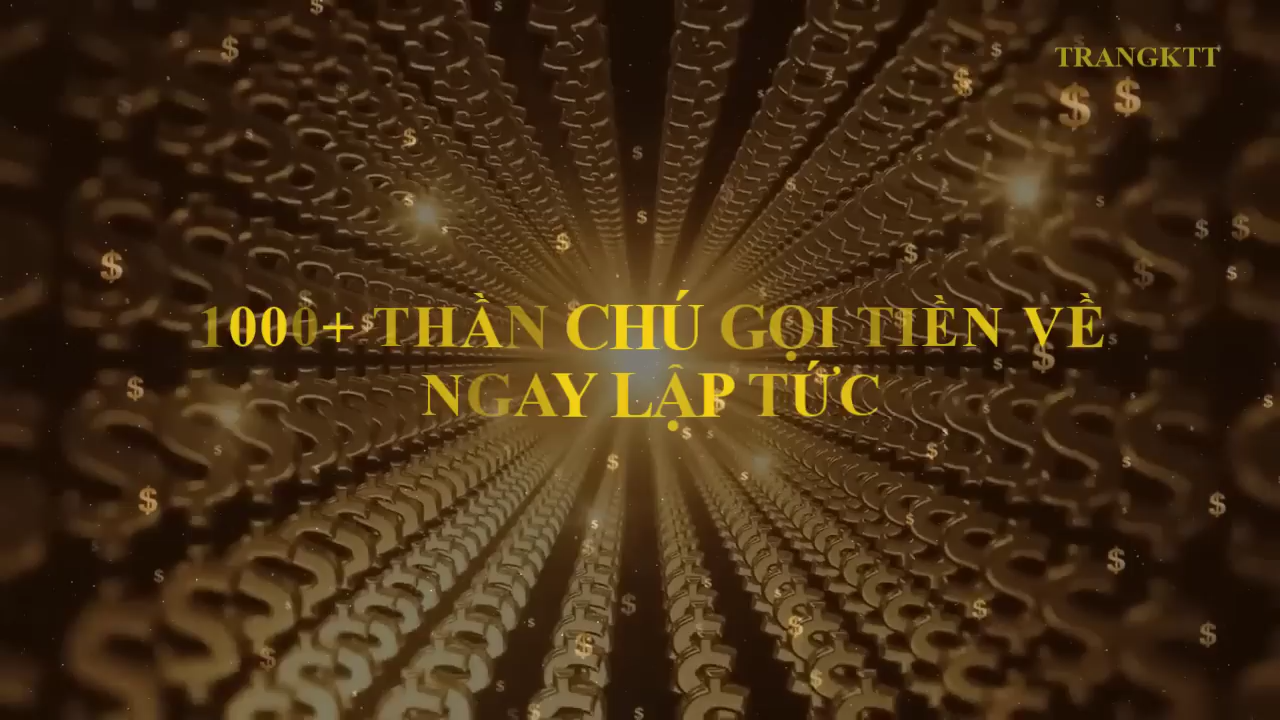 TRANGKTT
1000+ THẦN CHÚ GỌI TIỀN VỀ
NGAY LẬP TỨC